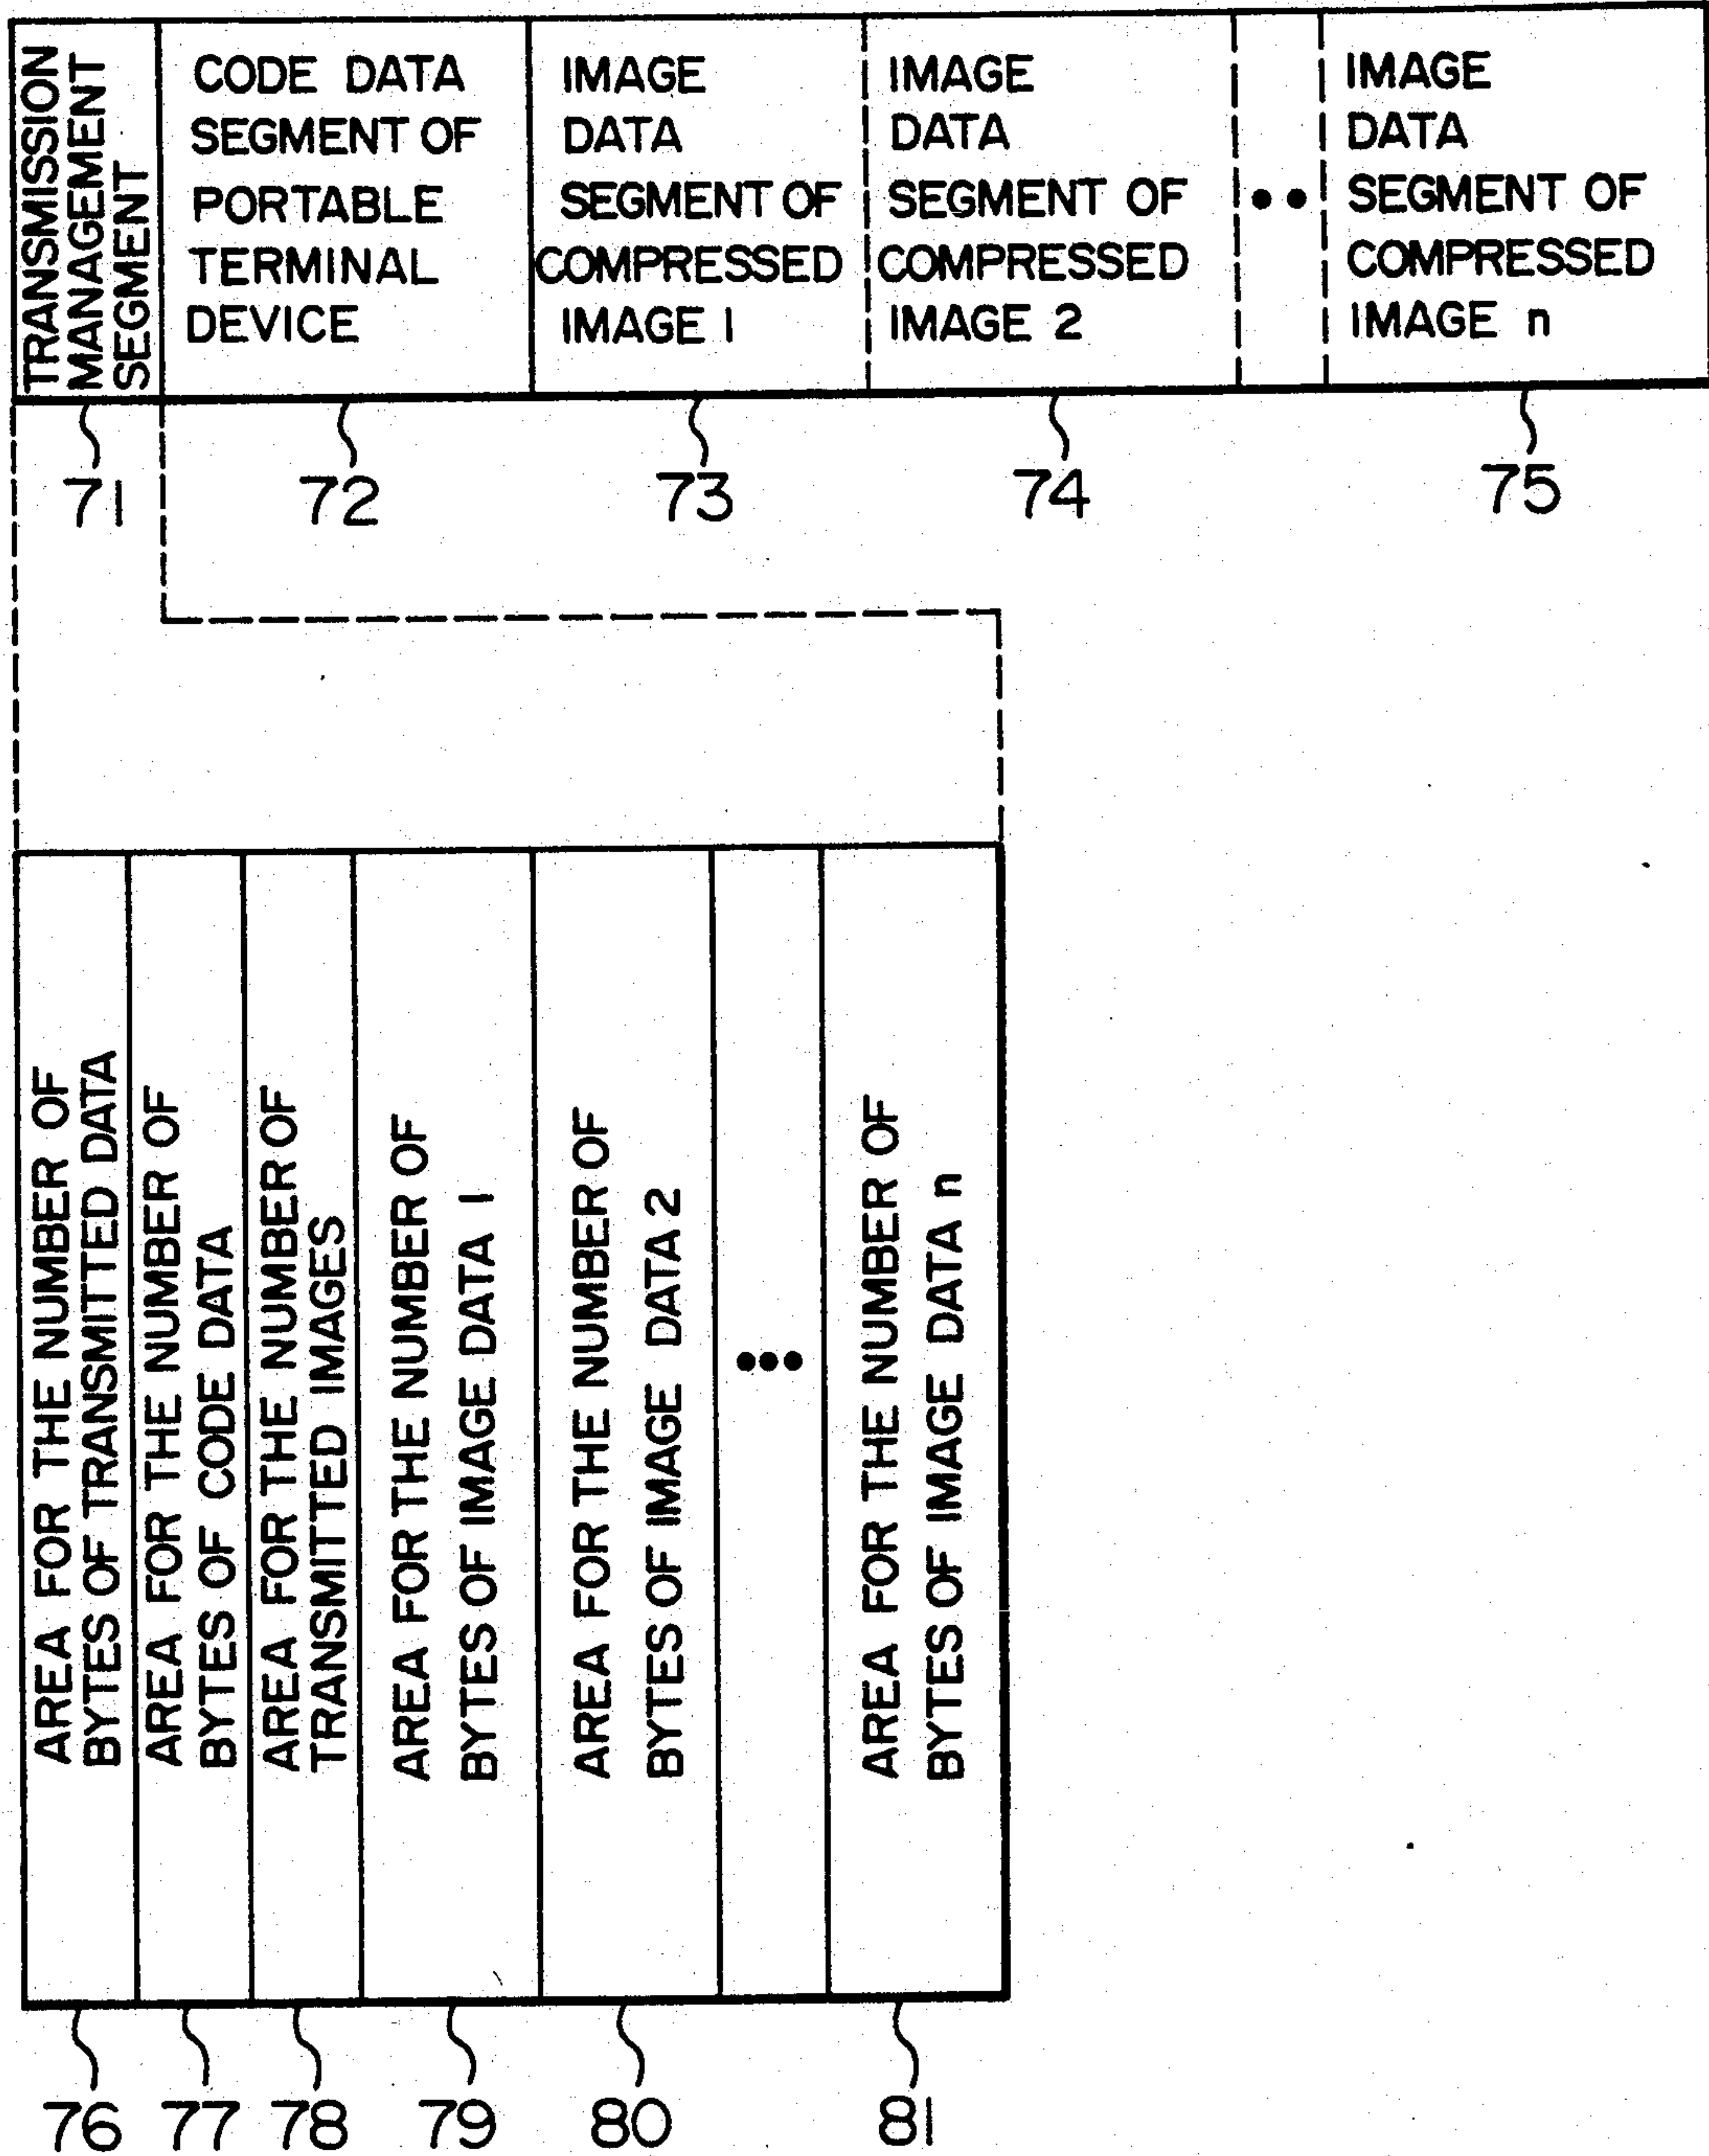 TRANSMISSION
MANAGEMENT
SEGMENT
CODE DATA
SEGMENT OF
PORTABLE
TERMINAL
DEVICE
IMAGE
DATA
SEGMENT OF
COMPRESSED
IMAGE 1
IMAGE
DATA
SEGMENT OF
COMPRESSED
IMAGE 2
••
IMAGE
DATA
SEGMENT OF
COMPRESSED
IMAGE n
71
72
73
74
75
AREA FOR THE NUMBER OF
BYTES OF TRANSMITTED DATA
AREA FOR THE NUMBER OF
BYTES OF CODE DATA
AREA FOR THE NUMBER OF
TRANSMITTED IMAGES
AREA FOR THE NUMBER OF
BYTES OF IMAGE DATA 1
AREA FOR THE NUMBER OF
BYTES OF IMAGE DATA 2
•••
AREA FOR THE NUMBER OF
BYTES OF IMAGE DATA n
76
77
78
79
80
81